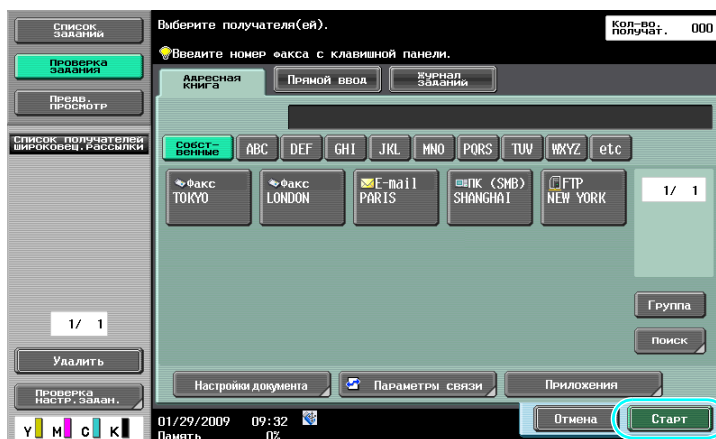 Список заданий
Проверка задания
Предв. просмотр
Список получателей широковещ.рассылки
1/ 1
Удалить
Проверка настр.задан.
Y M C K
Выберите получателя(ей).
Кол-во. получат. 000
Введите номер факса с клавишной панели.
Адресная книга
Прямой ввод
Журнал заданий
Собст-венные ABC DEF GHI JKL MNO PQRS TUV WXYZ etc
Факс TOKYO
Факс LONDON
E-mail PARIS
ПК (SMB) SHANGHAI
FTP NEW YORK
1/ 1
Группа
Поиск
Настройки документа
Параметры связи
Приложения
01/29/2009 09:32
Память 0%
Отмена
Старт